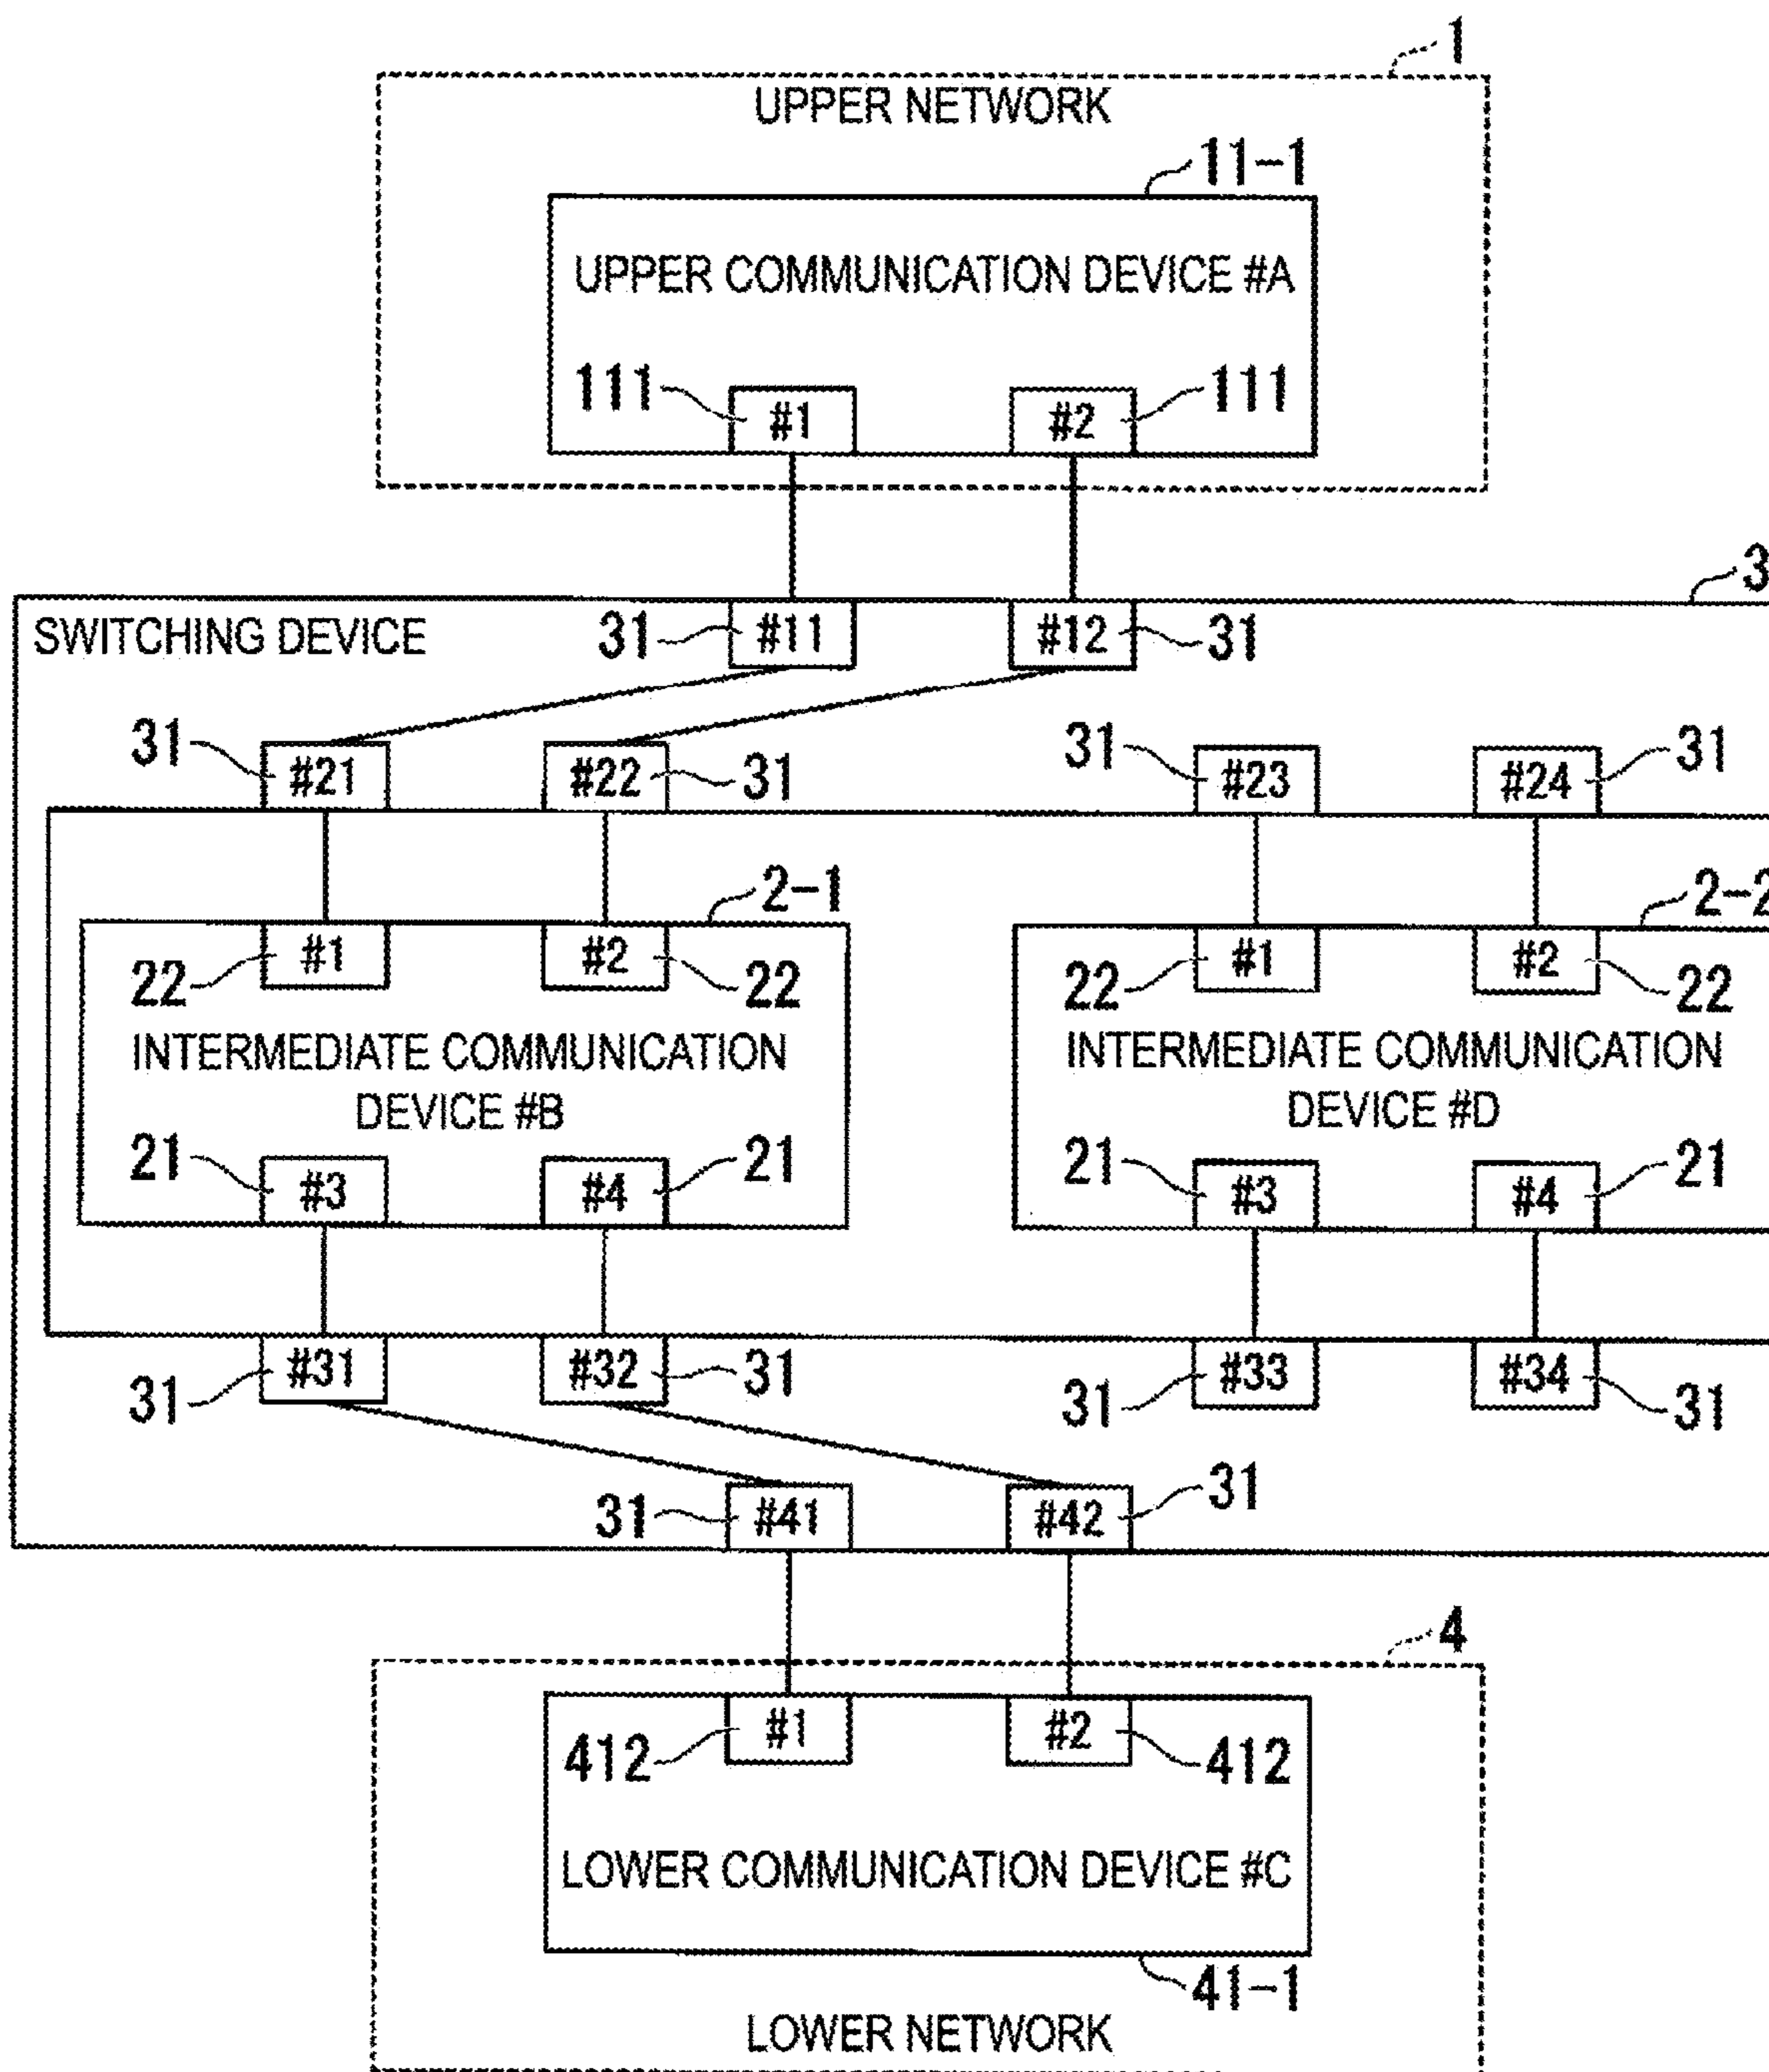 1
UPPER NETWORK
11-1
UPPER COMMUNICATION DEVICE #A
111 #1 #2 111
3
SWITCHING DEVICE 31 #11 #12 31
31 #21 #22 31 31 #23 #24 31
2-1 2-2
#1 #2 #1 #2
22 22 22 22
INTERMEDIATE COMMUNICATION INTERMEDIATE COMMUNICATION
DEVICE #B DEVICE #D
21 #3 #4 21 21 #3 #4 21
31 #31 #32 31 31 #33 #34 31
31 #41 #42 31
4
412 #1 #2 412
LOWER COMMUNICATION DEVICE #C
41-1
LOWER NETWORK